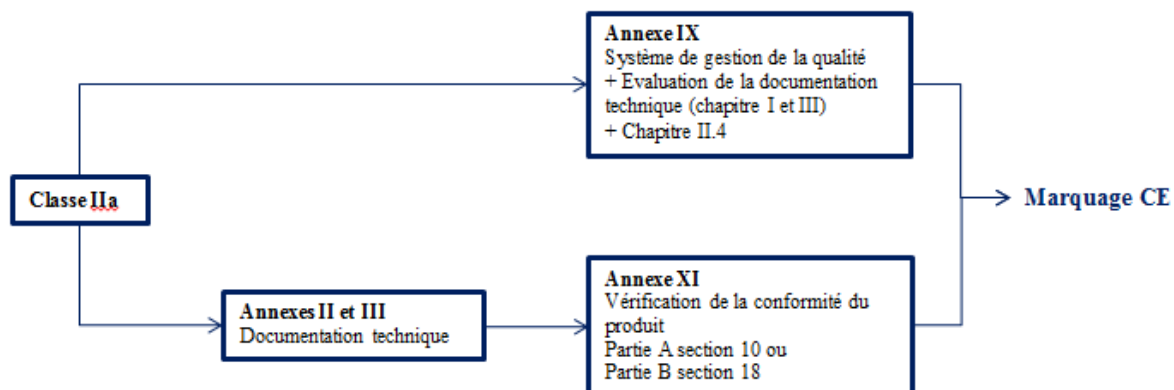 Annexe IX
Système de gestion de la qualité
+ Evaluation de la documentation
technique (chapitre I et III)
+ Chapitre II.4
Classe IIa
Marquage CE
Annexes II et III
Documentation technique
Annexe XI
Vérification de la conformité du
produit
Partie A section 10 ou
Partie B section 18